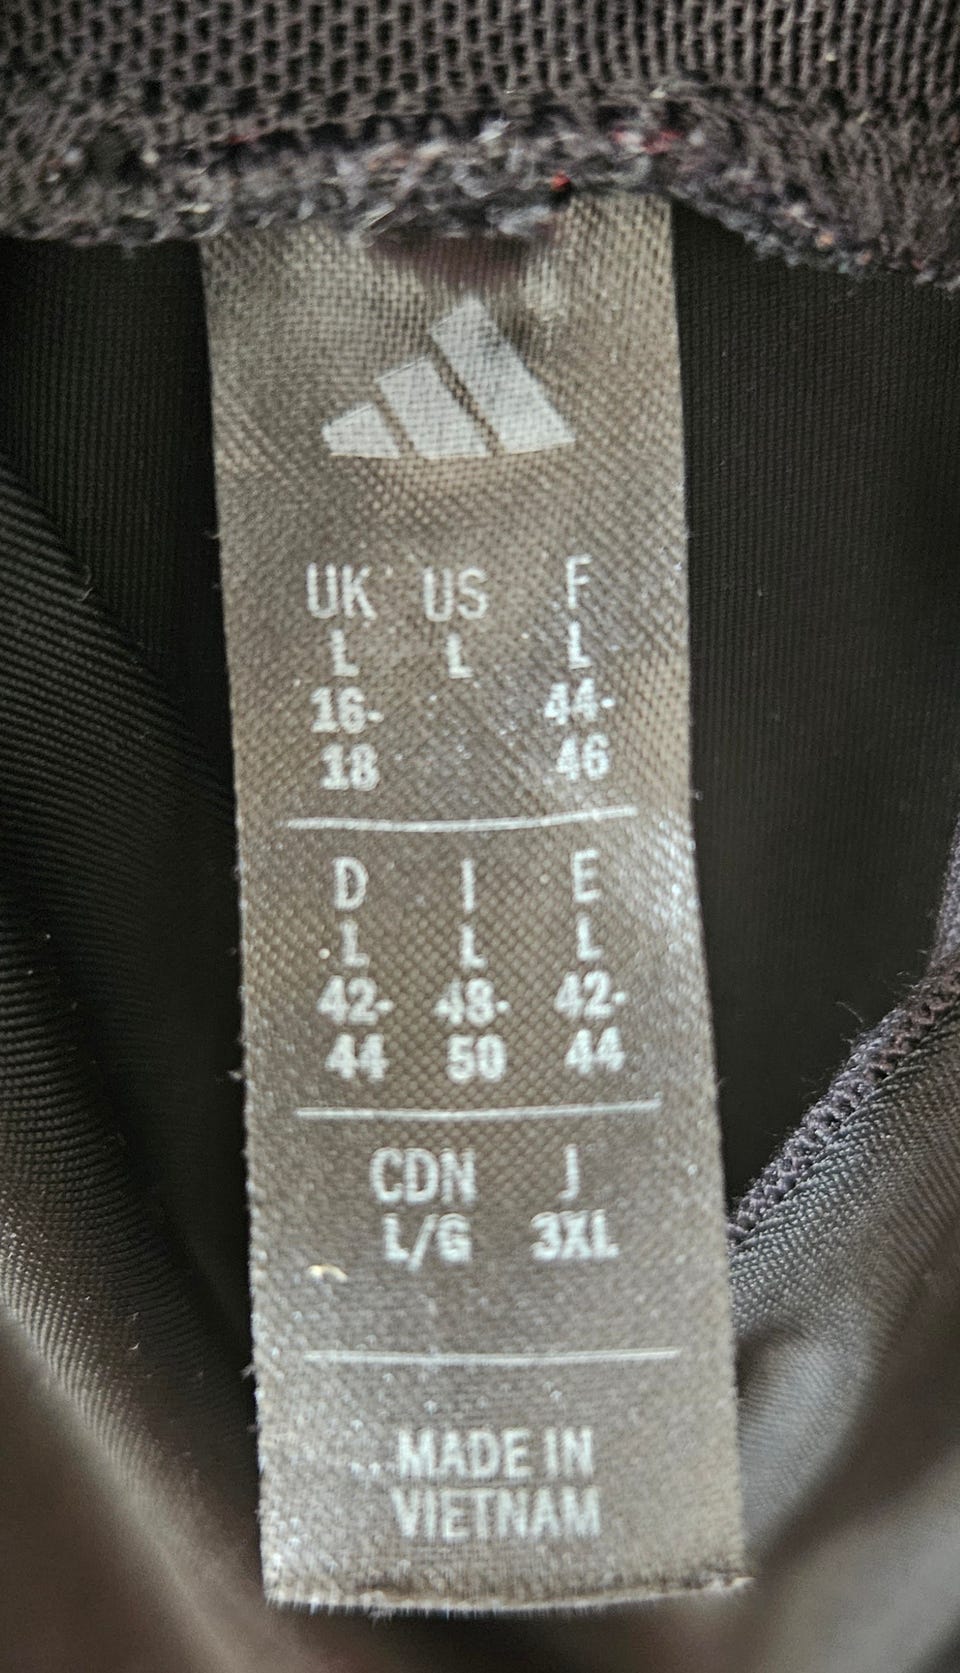 UK US F
L L L
16- 44-
18 46
D I E
L L L
42- 48- 42-
44 50 44
CDN J
L/G 3XL
MADE IN
VIETNAM